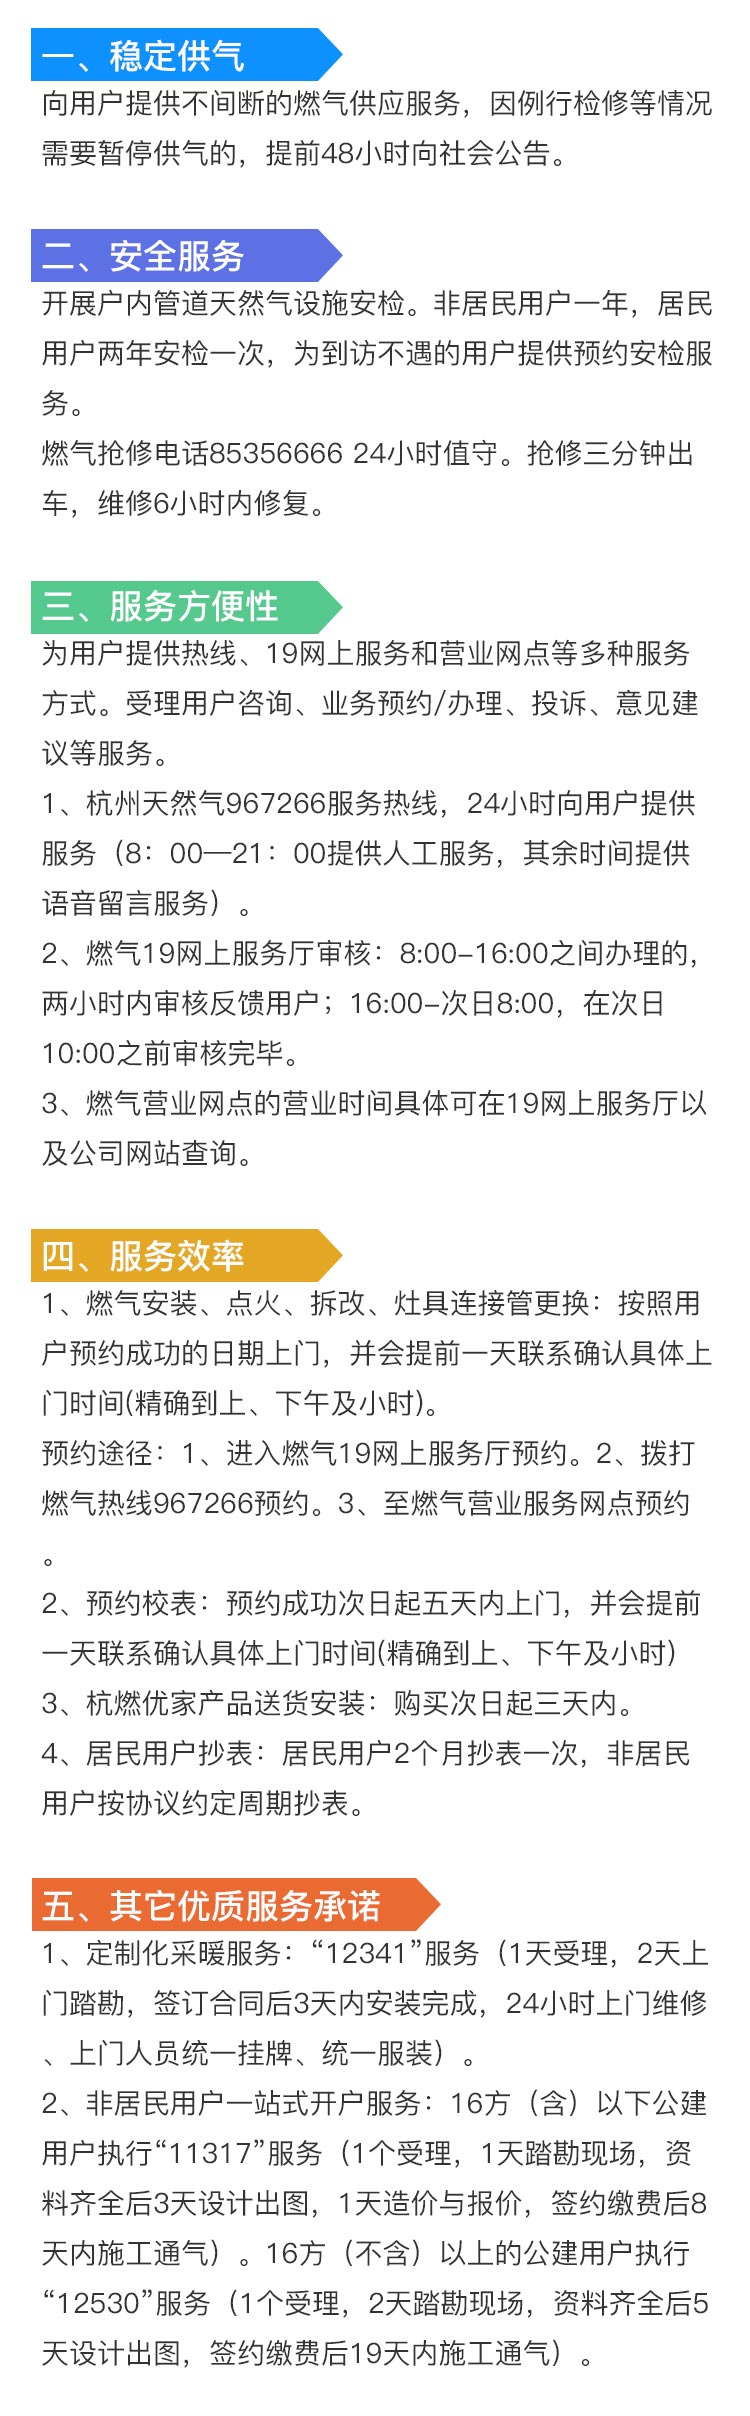 一、稳定供气
向用户提供不间断的燃气供应服务，因例行检修等情况
需要暂停供气的，提前48小时向社会公告。
二、安全服务
开展户内管道天然气设施安检。非居民用户一年，居民
用户两年安检一次，为到访不遇的用户提供预约安检服
务。
燃气抢修电话85356666 24小时值守。抢修三分钟出
车，维修6小时内修复。
三、服务方便性
为用户提供热线、19网上服务和营业网点等多种服务
方式。受理用户咨询、业务预约/办理、投诉、意见建
议等服务。
1、杭州天然气967266服务热线，24小时向用户提供
服务（8：00—21：00提供人工服务，其余时间提供
语音留言服务）。
2、燃气19网上服务厅审核：8:00-16:00之间办理的，
两小时内审核反馈用户；16:00-次日8:00，在次日
10:00之前审核完毕。
3、燃气营业网点的营业时间具体可在19网上服务厅以
及公司网站查询。
四、服务效率
1、燃气安装、点火、拆改、灶具连接管更换：按照用
户预约成功的日期上门，并会提前一天联系确认具体上
门时间(精确到上、下午及小时)。
预约途径：1、进入燃气19网上服务厅预约。2、拨打
燃气热线967266预约。3、至燃气营业服务网点预约
。
2、预约校表：预约成功次日起五天内上门，并会提前
一天联系确认具体上门时间(精确到上、下午及小时)
3、杭燃优家产品送货安装：购买次日起三天内。
4、居民用户抄表：居民用户2个月抄表一次，非居民
用户按协议约定周期抄表。
五、其它优质服务承诺
1、定制化采暖服务：“12341”服务（1天受理，2天上
门踏勘，签订合同后3天内安装完成，24小时上门维修
、上门人员统一挂牌、统一服装）。
2、非居民用户一站式开户服务：16方（含）以下公建
用户执行“11317”服务（1个受理，1天踏勘现场，资
料齐全后3天设计出图，1天造价与报价，签约缴费后8
天内施工通气）。16方（不含）以上的公建用户执行
“12530”服务（1个受理，2天踏勘现场，资料齐全后5
天设计出图，签约缴费后19天内施工通气）。